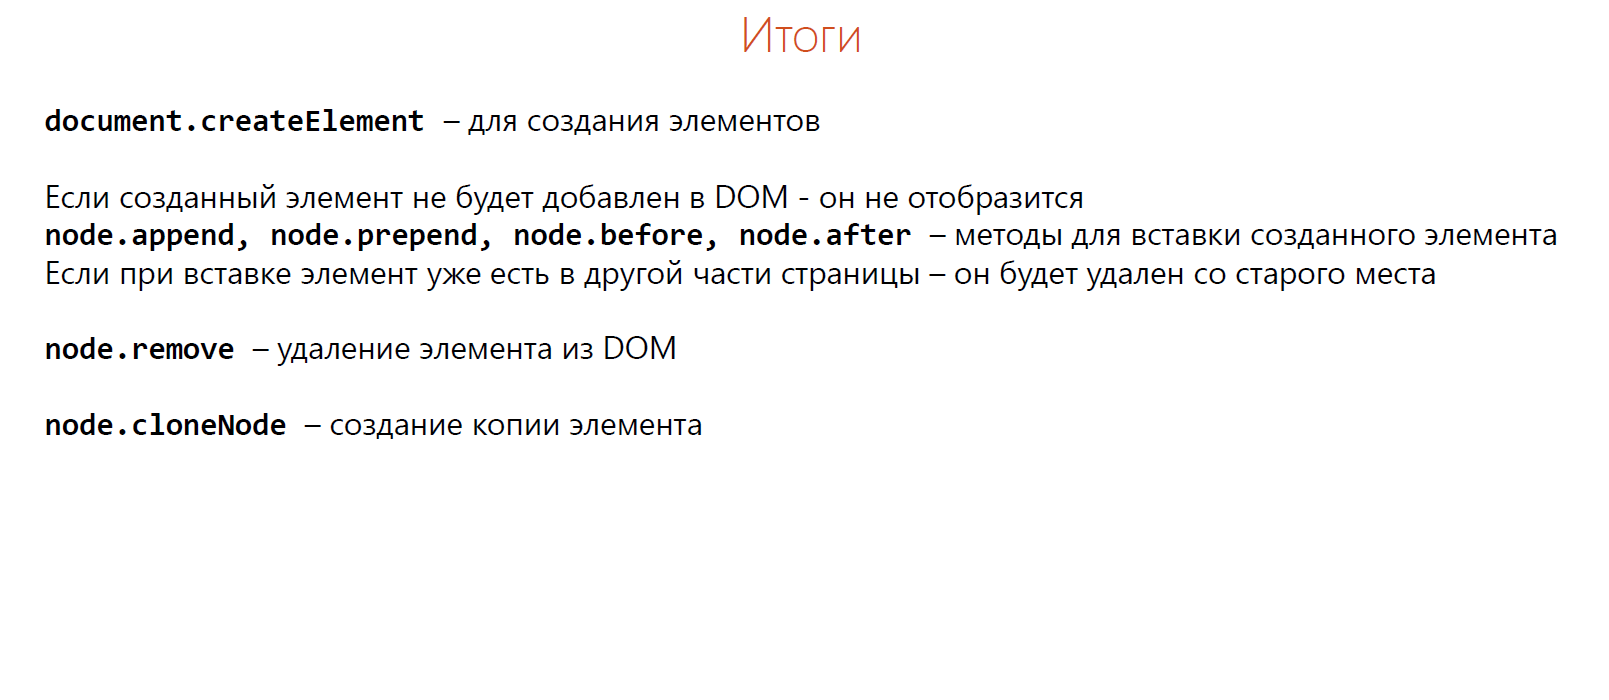 Итоги
document.createElement – для создания элементов
Если созданный элемент не будет добавлен в DOM - он не отобразится
node.append, node.prepend, node.before, node.after – методы для вставки созданного элемента
Если при вставке элемент уже есть в другой части страницы – он будет удален со старого места
node.remove – удаление элемента из DOM
node.cloneNode – создание копии элемента